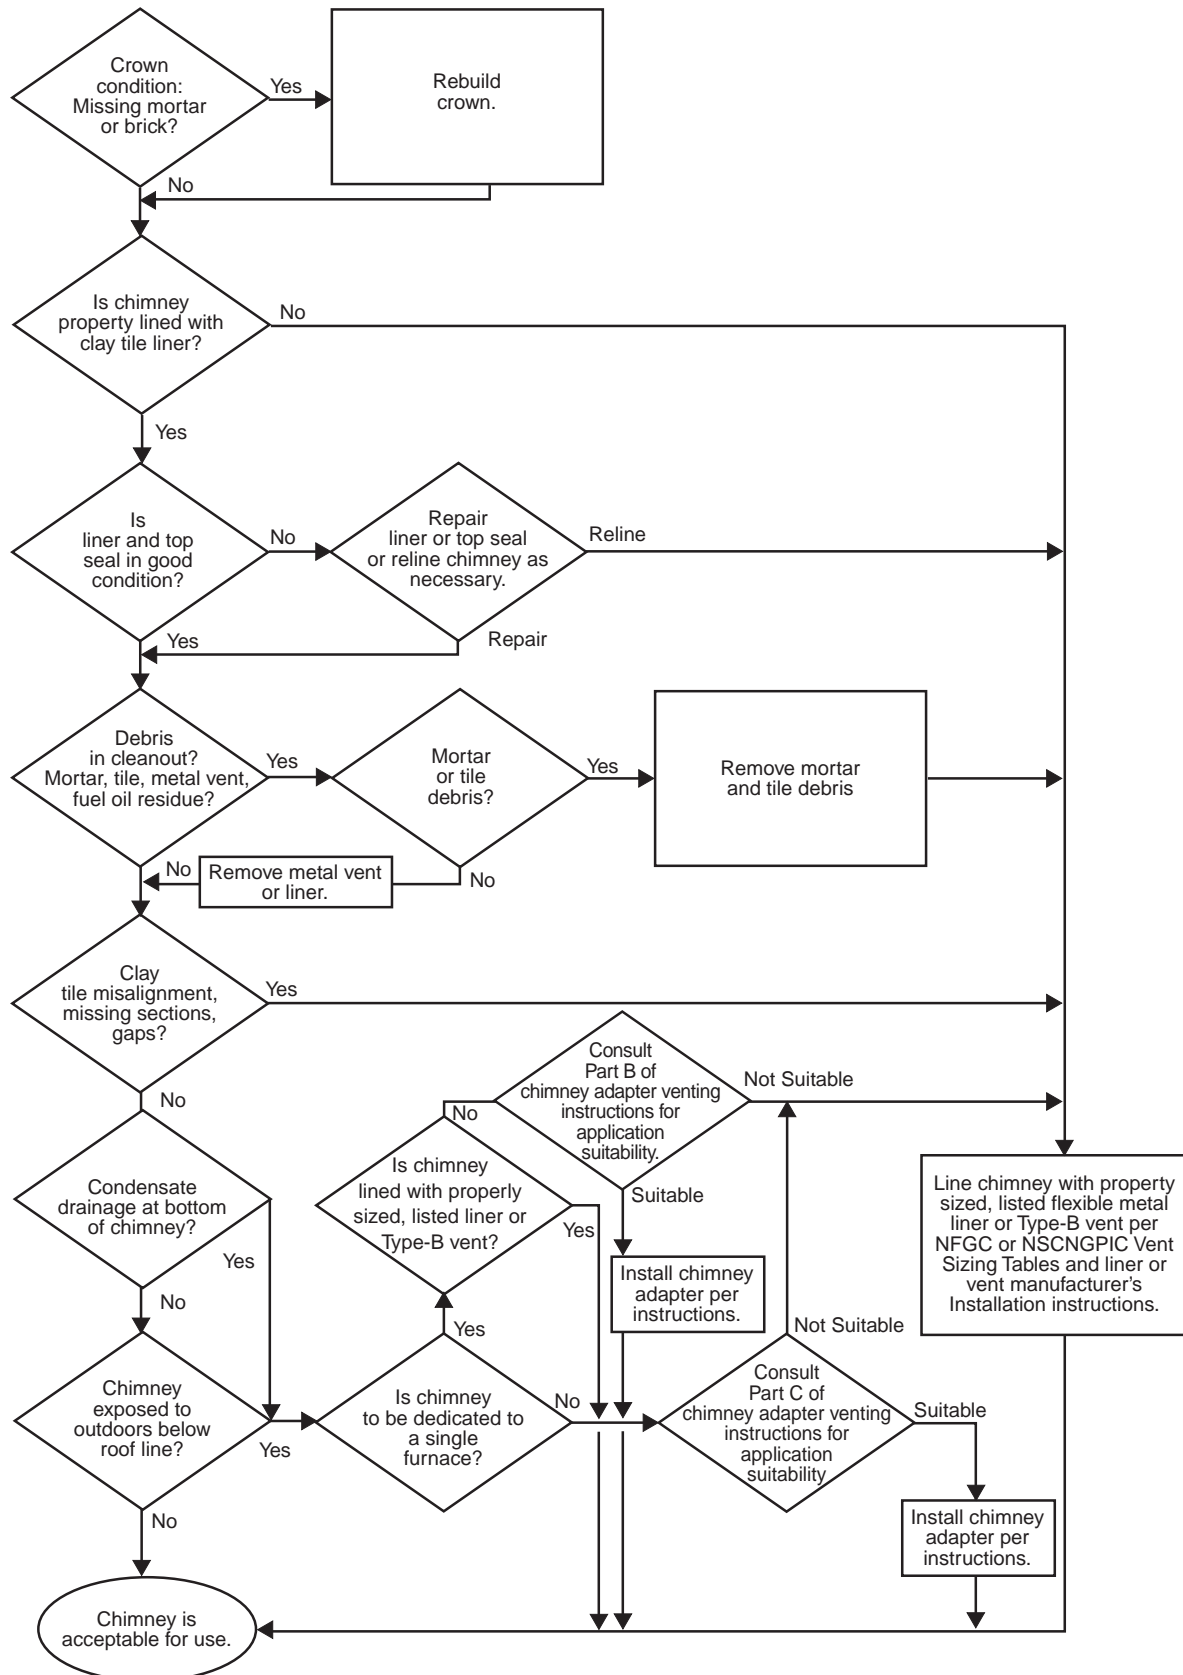 Crown
condition:
Missing mortar
or brick?
Yes
Rebuild
crown.
No
Is chimney
property lined with
clay tile liner?
No
Yes
Is
liner and top
seal in good
condition?
No
Repair
liner or top seal
or reline chimney as
necessary.
Reline
Yes
Repair
Debris
in cleanout?
Mortar, tile, metal vent,
fuel oil residue?
Yes
Mortar
or tile
debris?
Yes
Remove mortar
and tile debris
No
Remove metal vent
or liner.
No
Clay
tile misalignment,
missing sections,
gaps?
Yes
No
Consult
Part B of
chimney adapter venting
instructions for
application
suitability.
Not Suitable
No
Suitable
Condensate
drainage at bottom
of chimney?
Yes
No
Is chimney
lined with properly
sized, listed liner or
Type-B vent?
Yes
Yes
Install chimney
adapter per
instructions.
Line chimney with property
sized, listed flexible metal
liner or Type-B vent per
NFGC or NSCNGPIC Vent
Sizing Tables and liner or
vent manufacturer’s
Installation instructions.
Not Suitable
Chimney
exposed to
outdoors below
roof line?
Yes
No
Is chimney
to be dedicated to
a single
furnace?
No
Consult
Part C of
chimney adapter venting
instructions for
application
suitability
Suitable
Install chimney
adapter per
instructions.
Chimney is
acceptable for use.